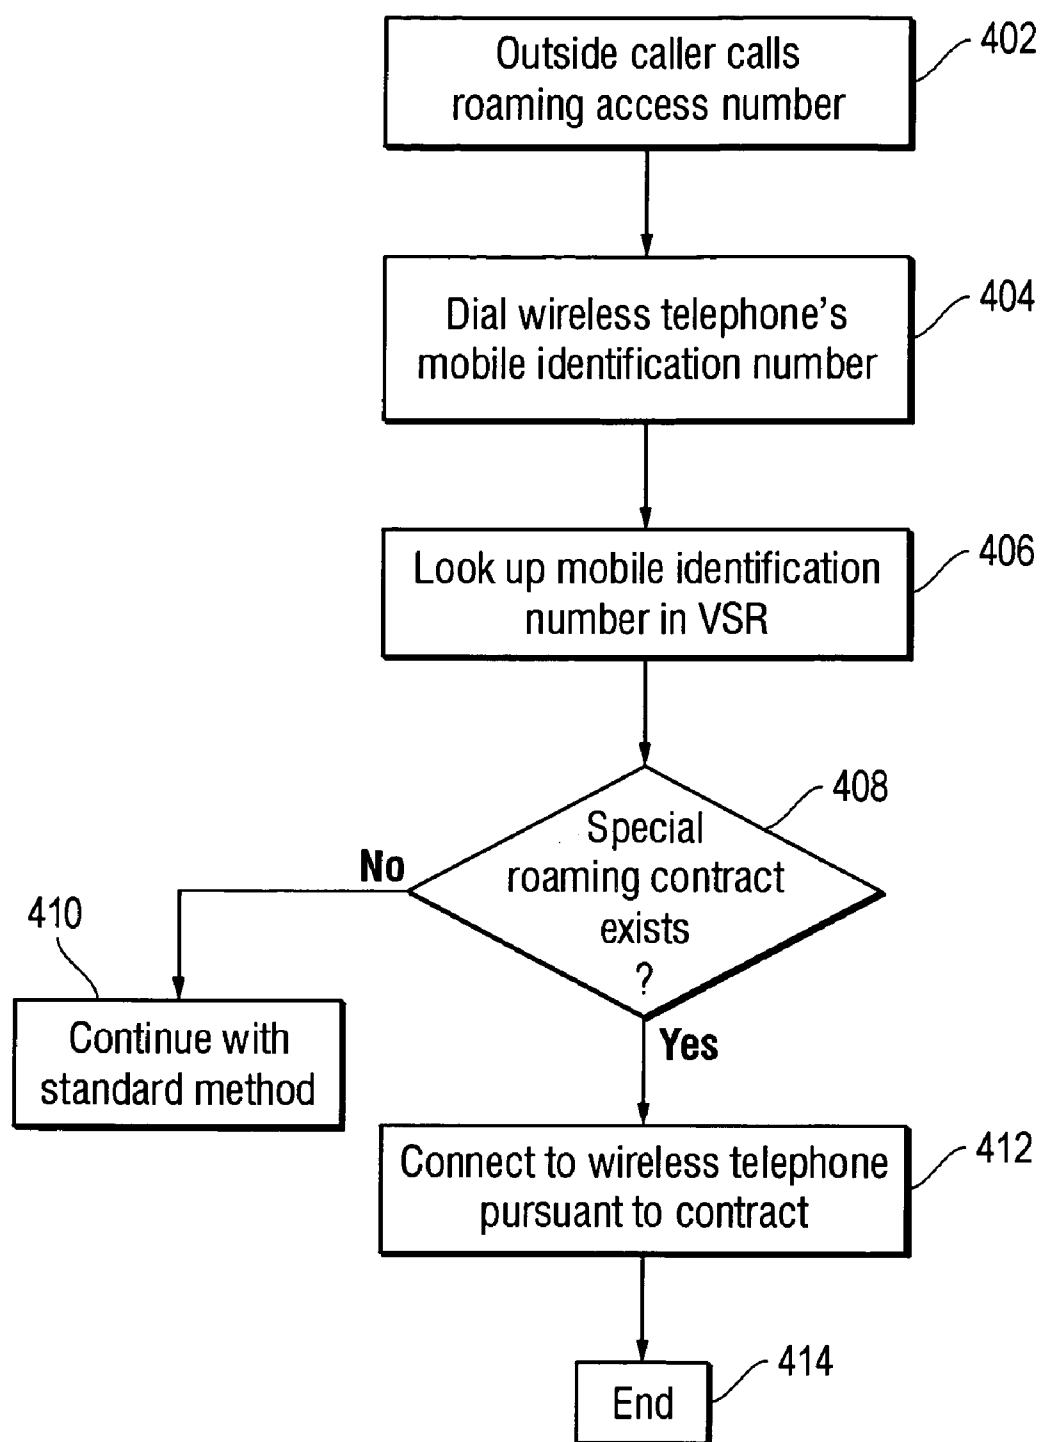 Outside caller calls
roaming access number
402
Dial wireless telephone's
mobile identification number
404
Look up mobile identification
number in VSR
406
Special
roaming contract
exists
?
408
No
410
Continue with
standard method
Yes
Connect to wireless telephone
pursuant to contract
412
End
414